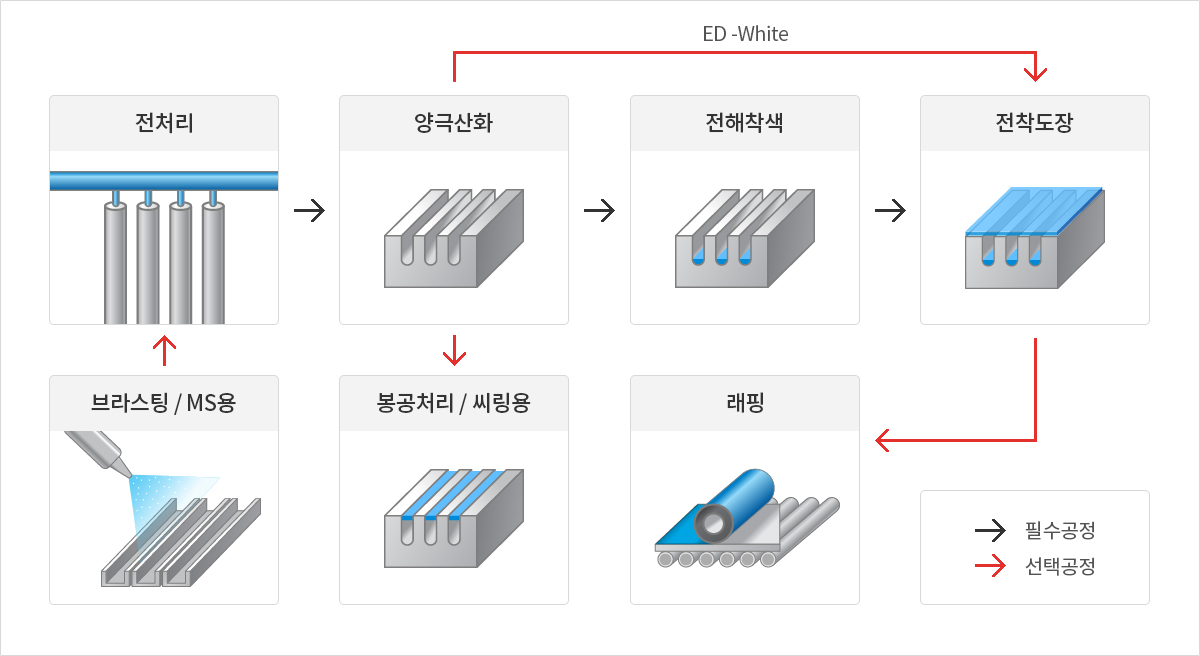 ED -White
전처리
양극산화
전해착색
전착도장
브라스팅 / MS용
봉공처리 / 씨링용
래핑
필수공정
선택공정